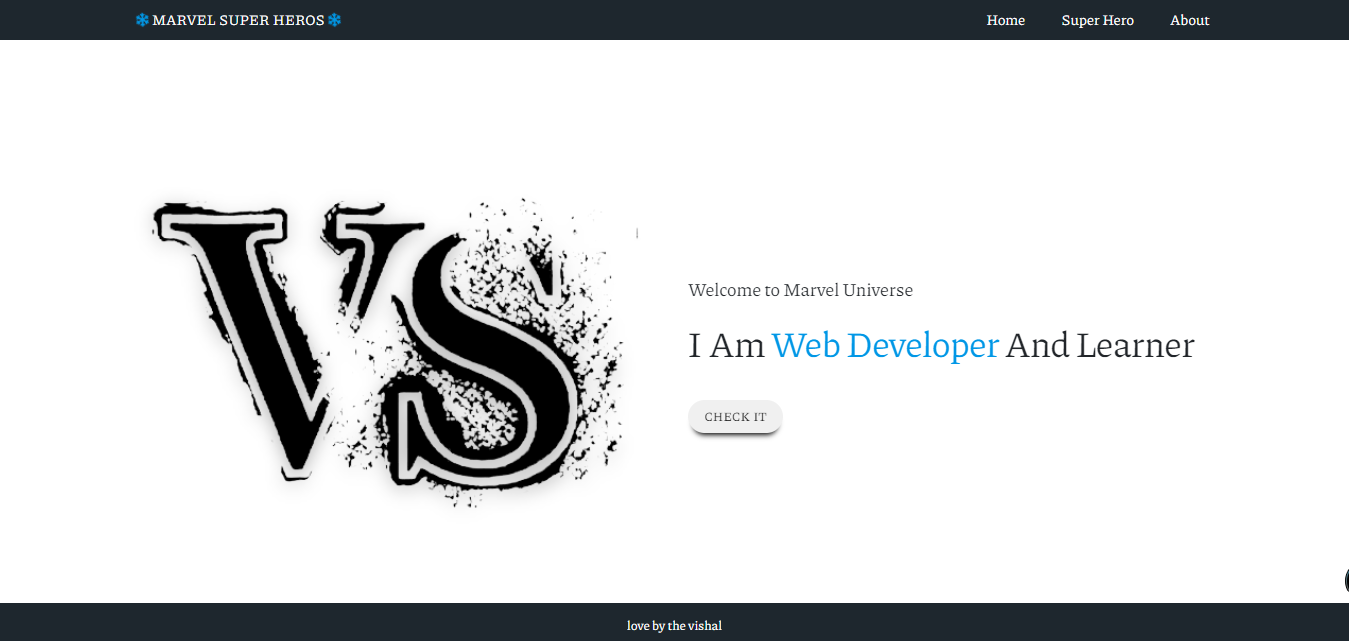 ❄MARVEL SUPER HEROS❄
Home Super Hero About
VS
Welcome to Marvel Universe
I Am Web Developer And Learner
CHECK IT
love by the vishal